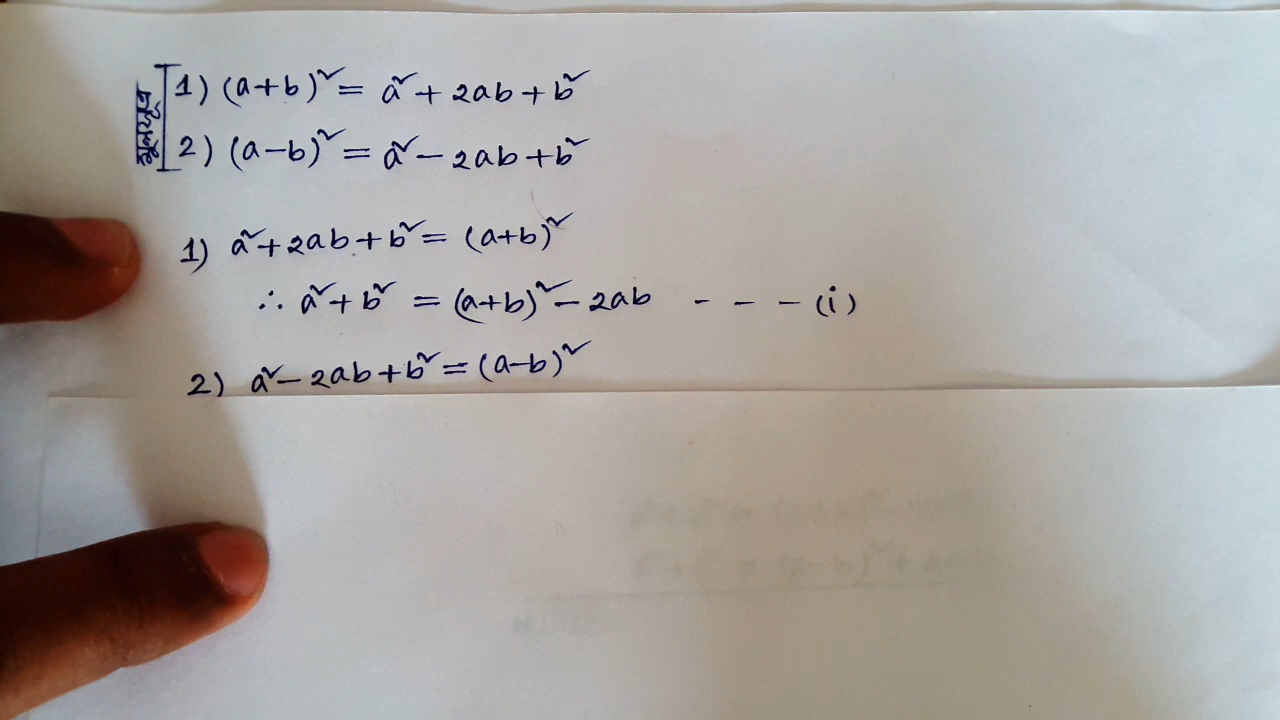 1) (a+b)² = a² + 2ab + b²
2) (a-b)² = a² - 2ab + b²
1) a² + 2ab + b² = (a+b)²
∴ a² + b² = (a+b)² - 2ab - - - (i)
2) a² - 2ab + b² = (a-b)²